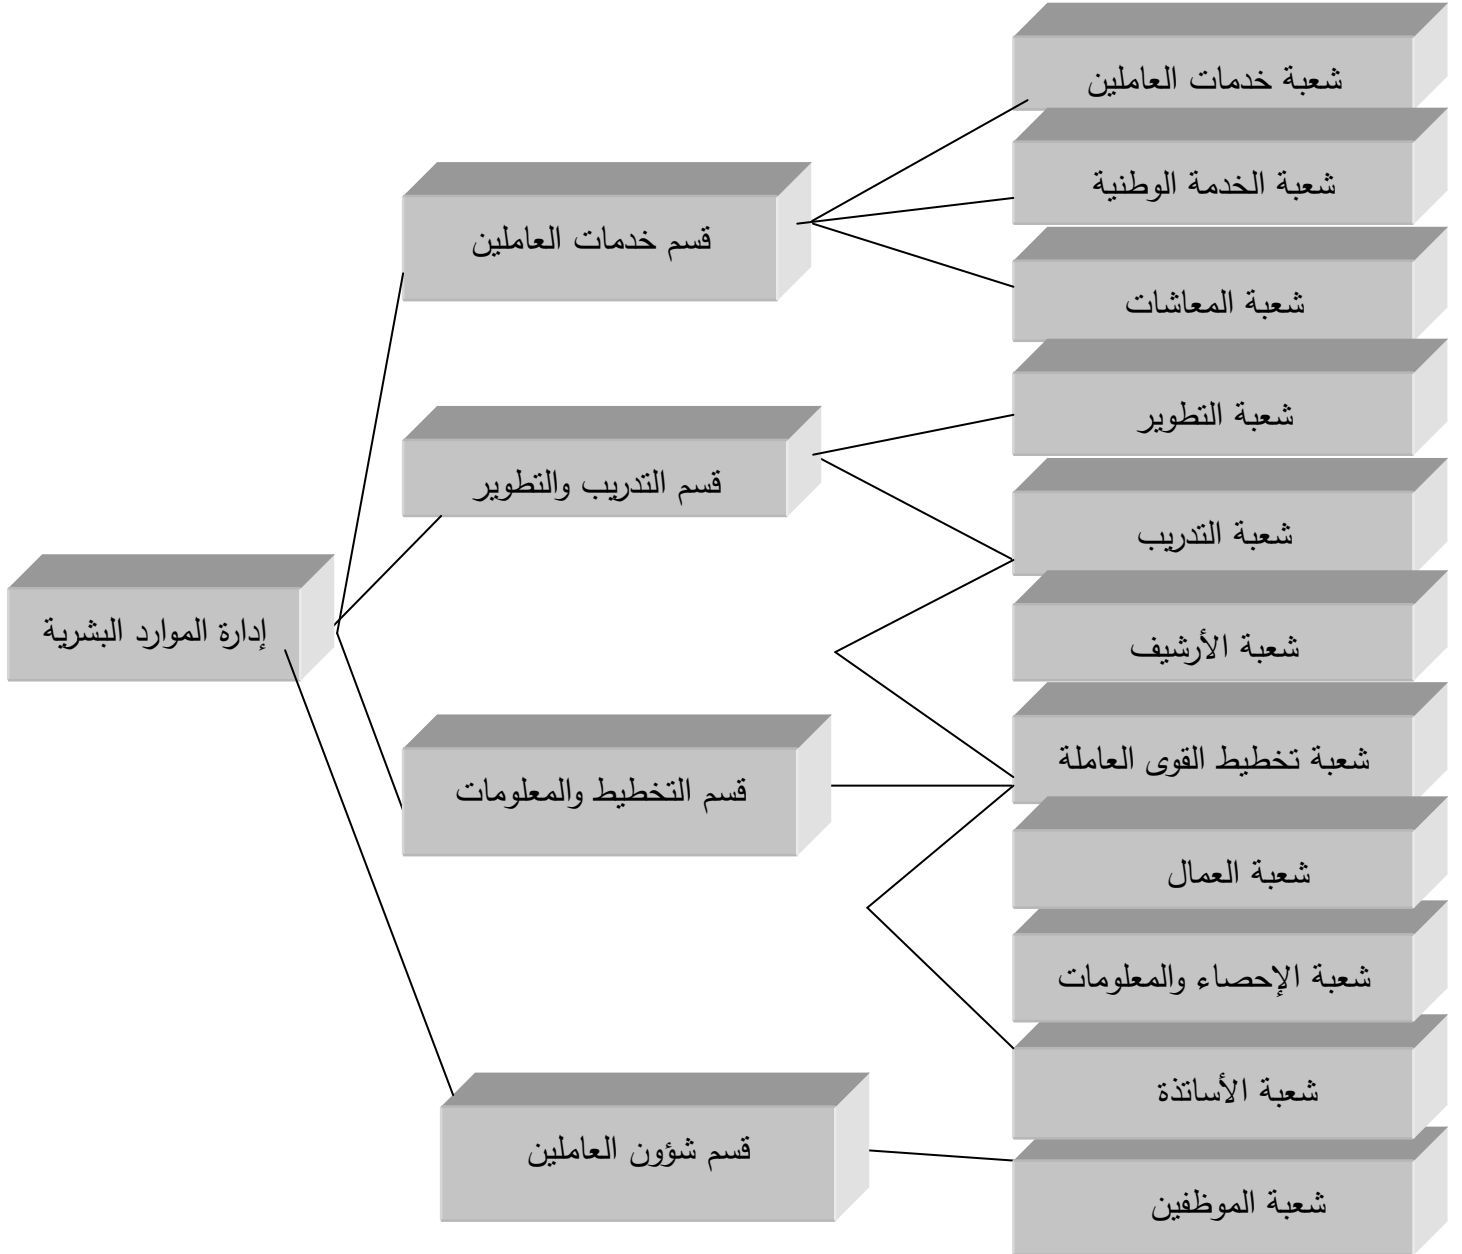 شعبة خدمات العاملين
شعبة الخدمة الوطنية
قسم خدمات العاملين
شعبة المعاشات
شعبة التطوير
قسم التدريب والتطوير
شعبة التدريب
إدارة الموارد البشرية
شعبة الأرشيف
شعبة تخطيط القوى العاملة
قسم التخطيط والمعلومات
شعبة العمال
شعبة الإحصاء والمعلومات
شعبة الأساتذة
قسم شؤون العاملين
شعبة الموظفين